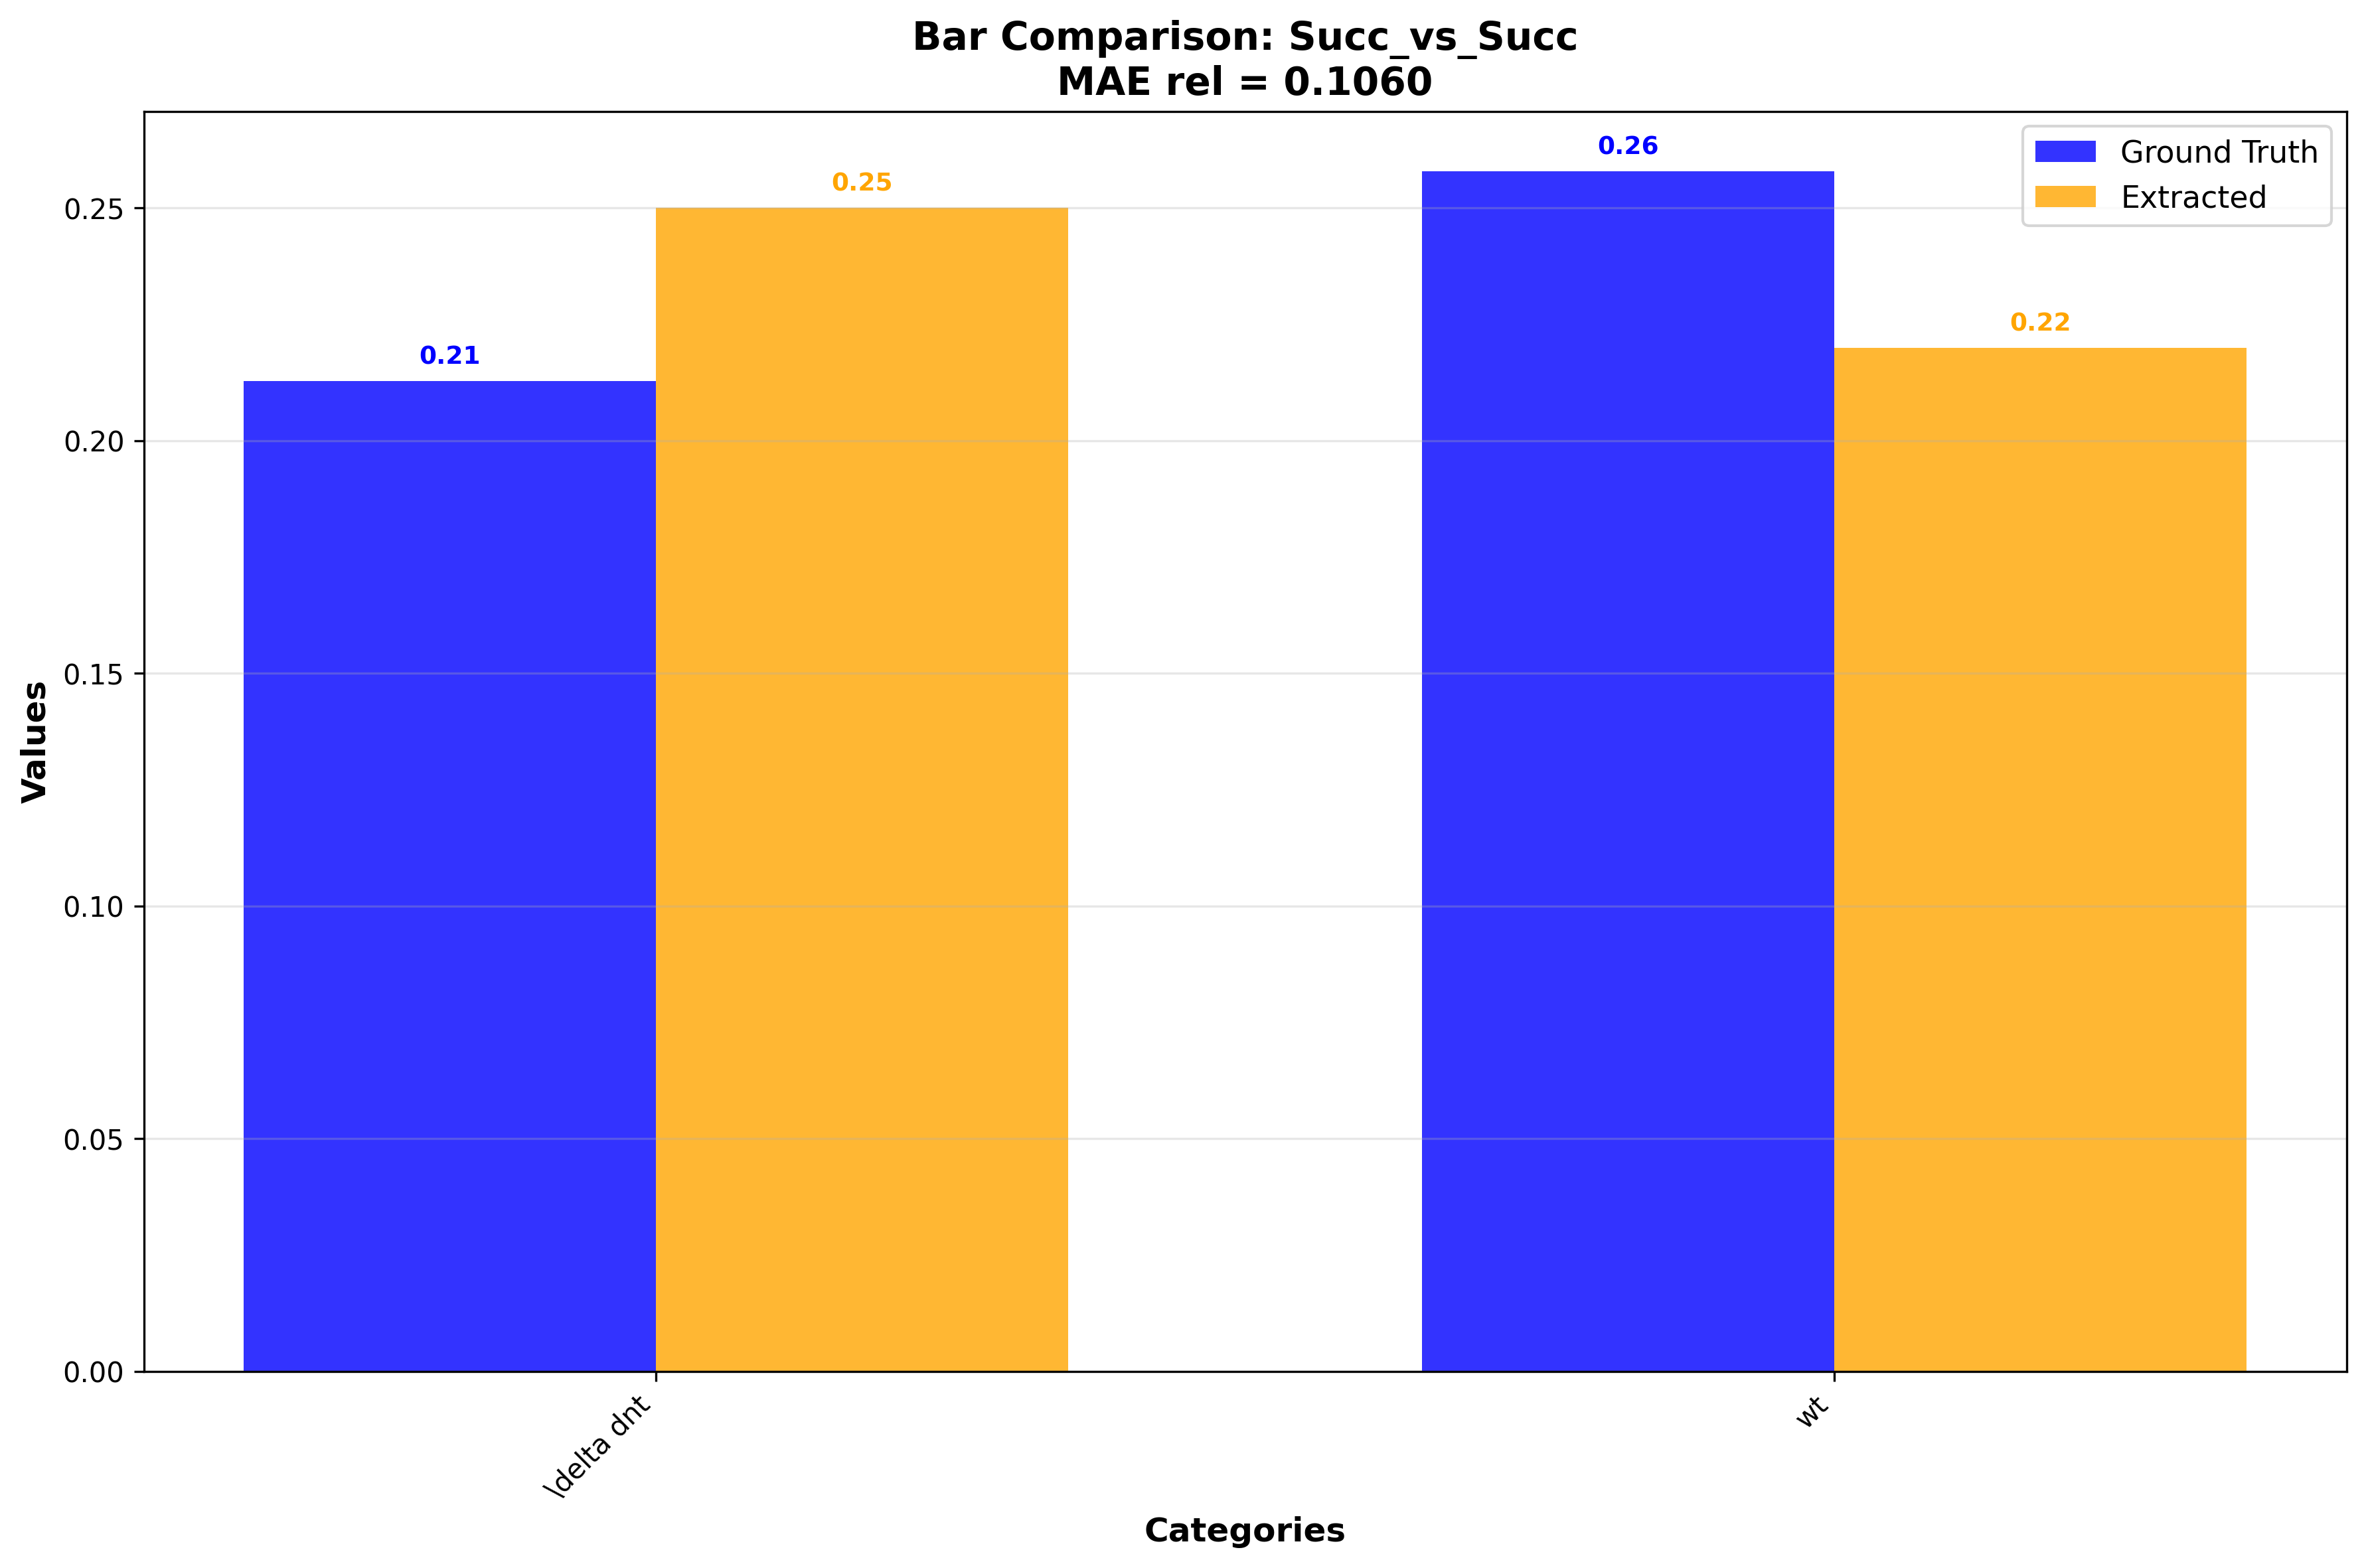 Bar Comparison: Succ_vs_Succ
MAE rel = 0.1060
Ground Truth
Extracted
0.21
0.25
0.26
0.22
Values
0.25
0.20
0.15
0.10
0.05
0.00
\delta dnt
wt
Categories